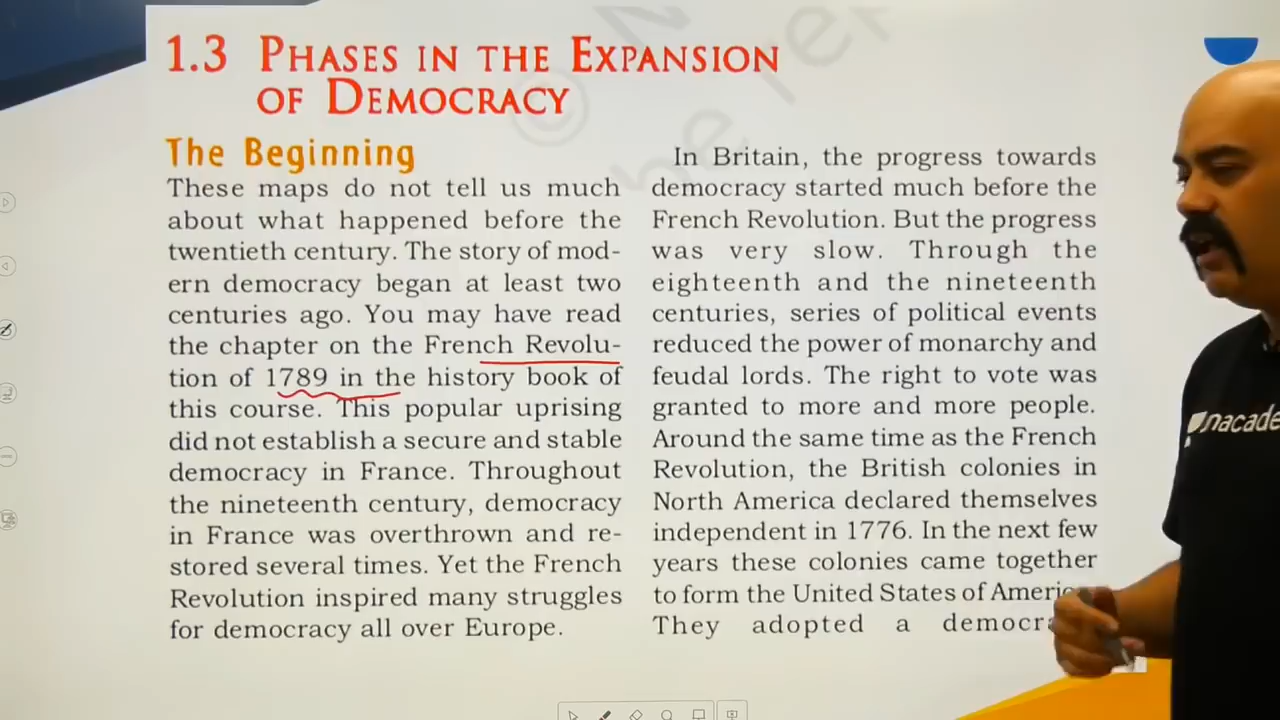 1.3 PHASES IN THE EXPANSION
OF DEMOCRACY
The Beginning
These maps do not tell us much
about what happened before the
twentieth century. The story of mod-
ern democracy began at least two
centuries ago. You may have read
the chapter on the French Revolu-
tion of 1789 in the history book of
this course. This popular uprising
did not establish a secure and stable
democracy in France. Throughout
the nineteenth century, democracy
in France was overthrown and re-
stored several times. Yet the French
Revolution inspired many struggles
for democracy all over Europe.
In Britain, the progress towards
democracy started much before the
French Revolution. But the progress
was very slow. Through the
eighteenth and the nineteenth
centuries, series of political events
reduced the power of monarchy and
feudal lords. The right to vote was
granted to more and more people.
Around the same time as the French
Revolution, the British colonies in
North America declared themselves
independent in 1776. In the next few
years these colonies came together
to form the United States of
They adopted a
nacade